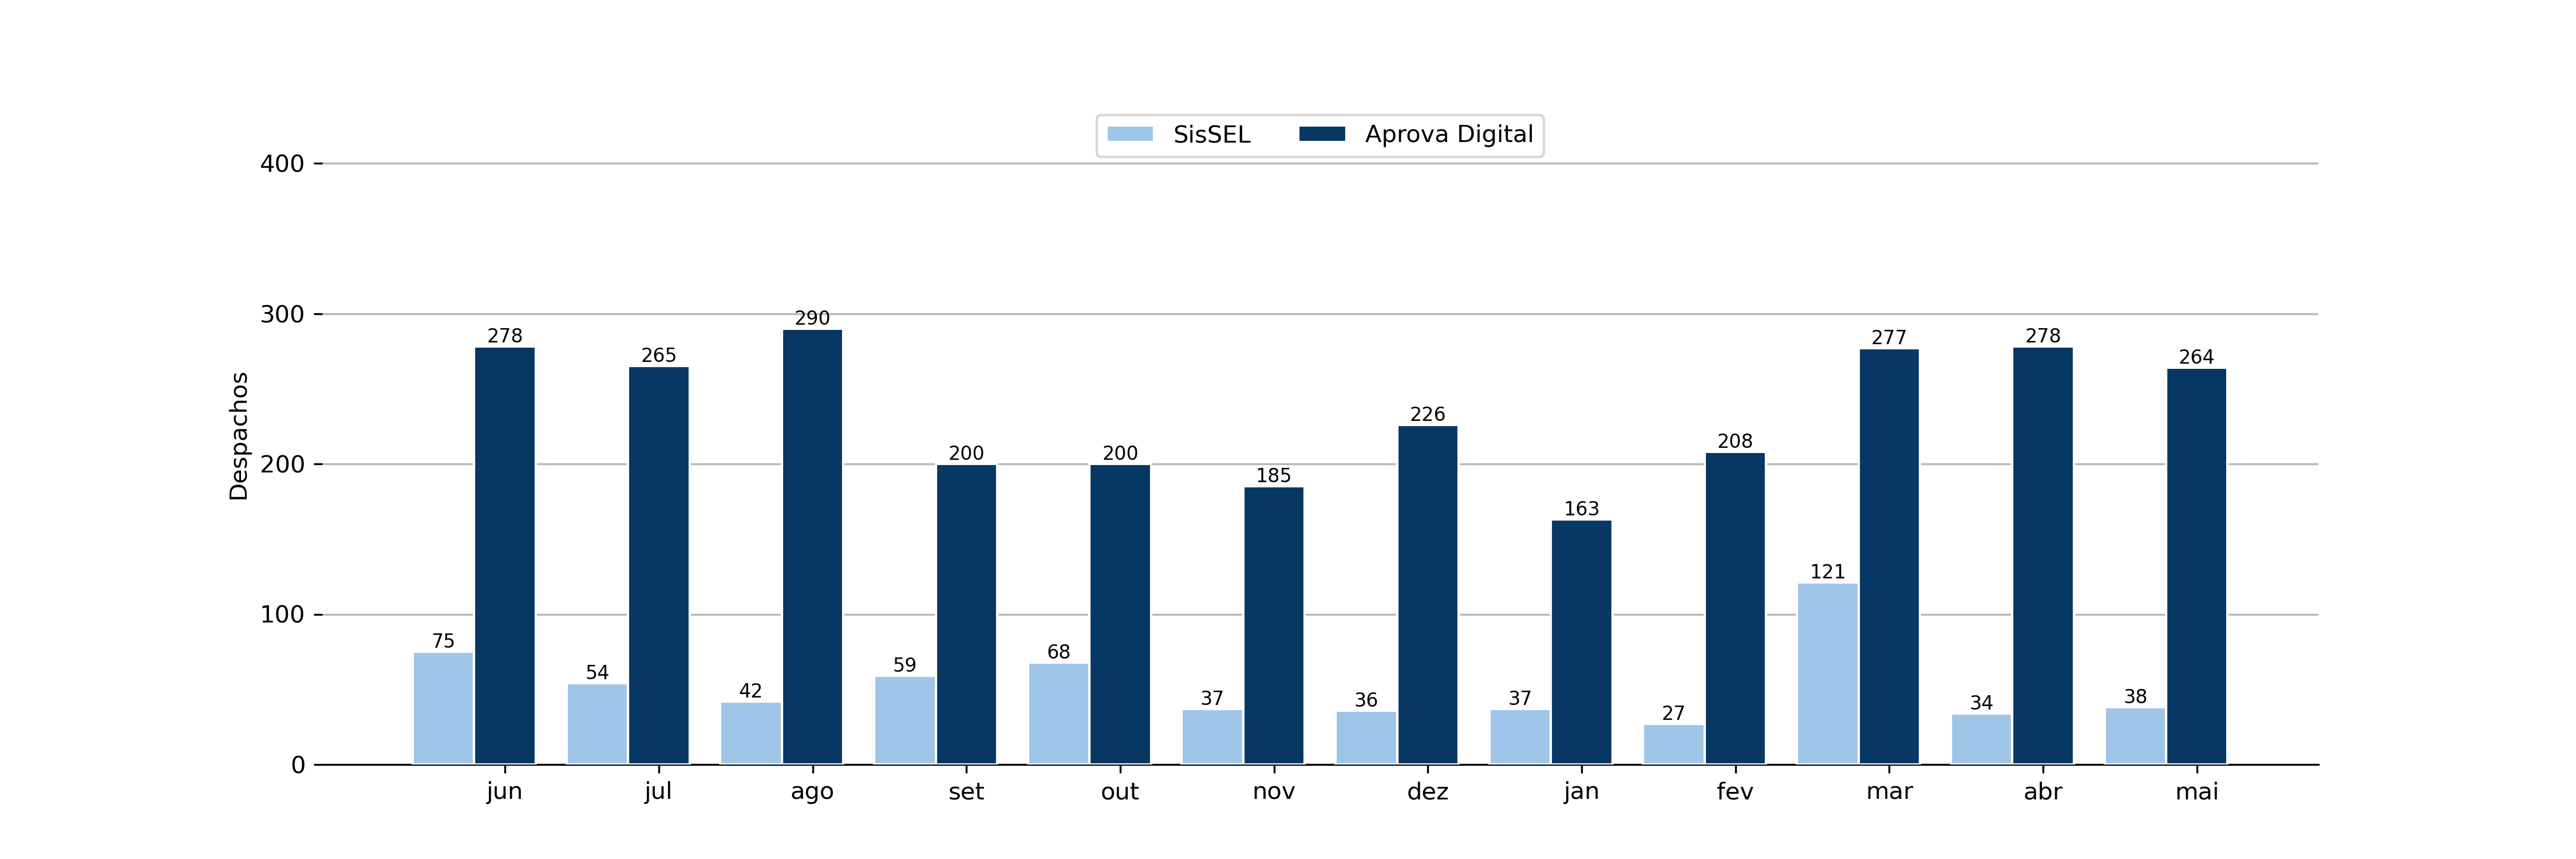 SisSEL Aprova Digital
400
300
200
100
0
Despachos
75 278 54 265 42 290 59 200 68 200 37 185 36 226 37 163 27 208 121 277 34 278 38 264
jun jul ago set out nov dez jan fev mar abr mai